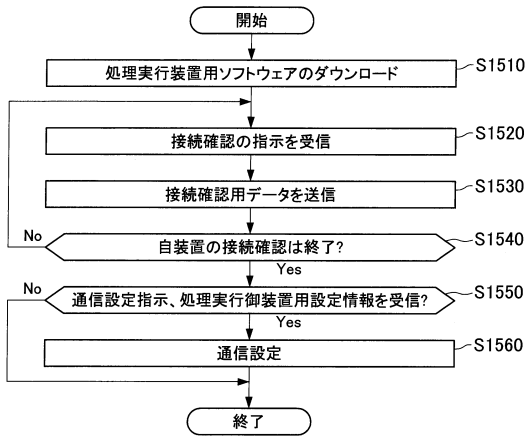 開始
処理実行装置用ソフトウェアのダウンロード
S1510
接続確認の指示を受信
S1520
接続確認用データを送信
S1530
No
自装置の接続確認は終了?
S1540
Yes
No
通信設定指示、処理実行御装置用設定情報を受信?
S1550
Yes
通信設定
S1560
終了